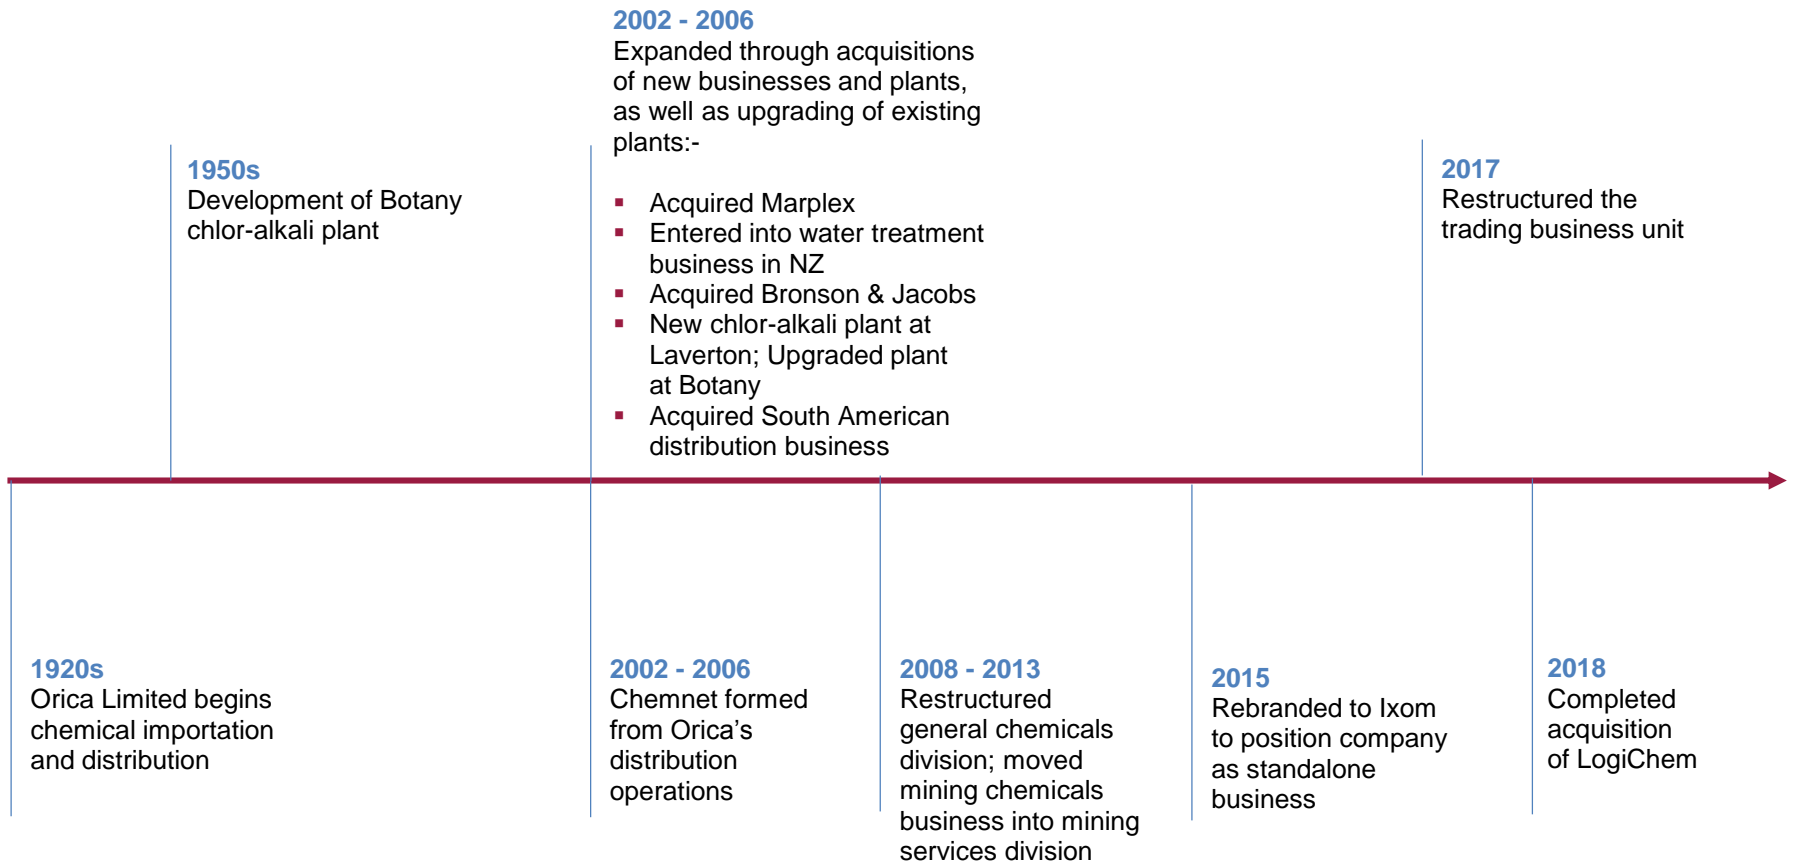 2002 - 2006
Expanded through acquisitions
of new businesses and plants,
as well as upgrading of existing
plants:-
▪ Acquired Marplex
▪ Entered into water treatment
business in NZ
▪ Acquired Bronson & Jacobs
▪ New chlor-alkali plant at
Laverton; Upgraded plant
at Botany
▪ Acquired South American
distribution business
1950s
Development of Botany
chlor-alkali plant
2017
Restructured the
trading business unit
1920s
Orica Limited begins
chemical importation
and distribution
2002 - 2006
Chemnet formed
from Orica’s
distribution
operations
2008 - 2013
Restructured
general chemicals
division; moved
mining chemicals
business into mining
services division
2015
Rebranded to Ixom
to position company
as standalone
business
2018
Completed
acquisition
of LogiChem